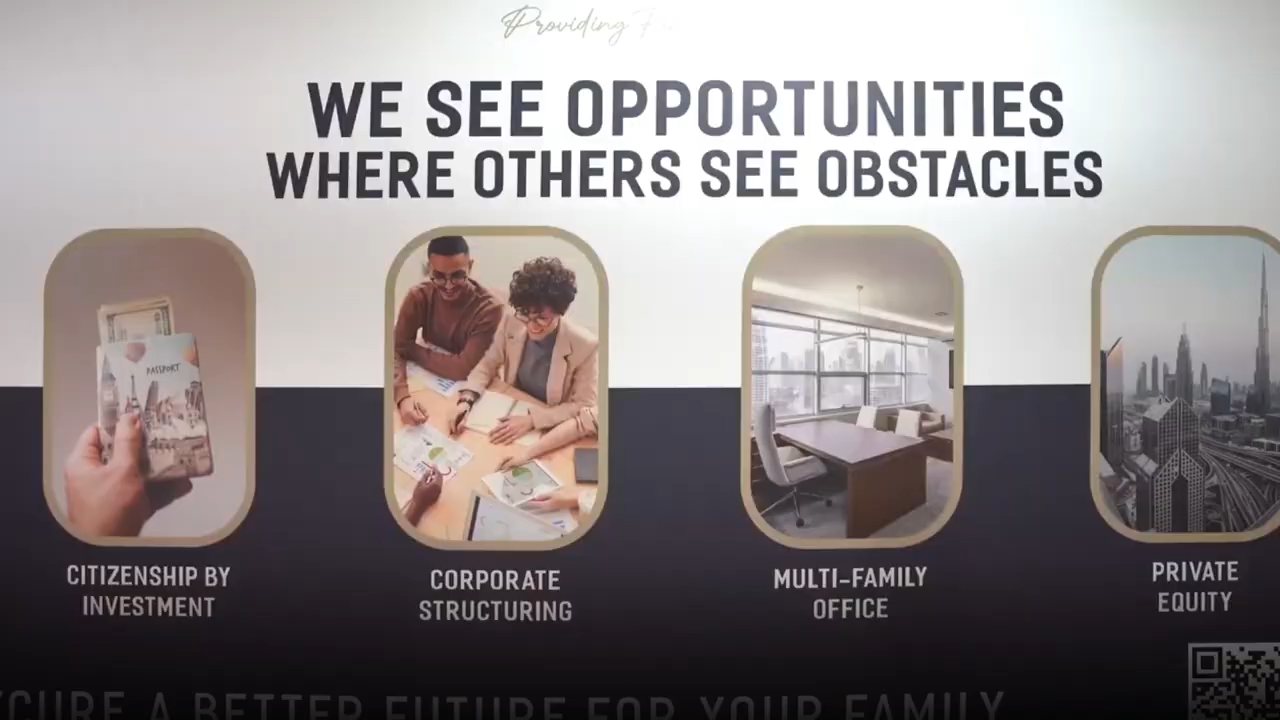 Providing
WE SEE OPPORTUNITIES
WHERE OTHERS SEE OBSTACLES
PASSPORT
CITIZENSHIP BY
INVESTMENT
CORPORATE
STRUCTURING
MULTI-FAMILY
OFFICE
PRIVATE
EQUITY
A BETTER FUTURE FOR YOUR FAMILY